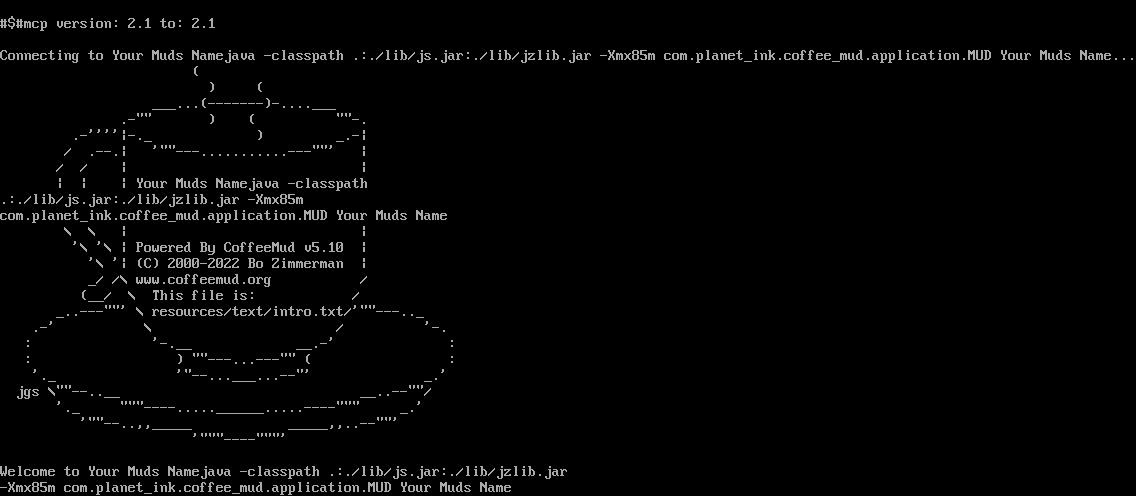 #$#mcp version: 2.1 to: 2.1
Connecting to Your Muds Namejava -classpath .:./lib/js.jar:./lib/jzlib.jar -Xmx85m com.planet_ink.coffee_mud.application.MUD Your Muds Name...
Your Muds Namejava -classpath
.:./lib/js.jar:./lib/jzlib.jar -Xmx85m
com.planet_ink.coffee_mud.application.MUD Your Muds Name
Powered By CoffeeMud v5.10
(C) 2000-2022 Bo Zimmerman
www.coffeemud.org
This file is:
resources/text/intro.txt
jgs
Welcome to Your Muds Namejava -classpath .:./lib/js.jar:./lib/jzlib.jar
-Xmx85m com.planet_ink.coffee_mud.application.MUD Your Muds Name